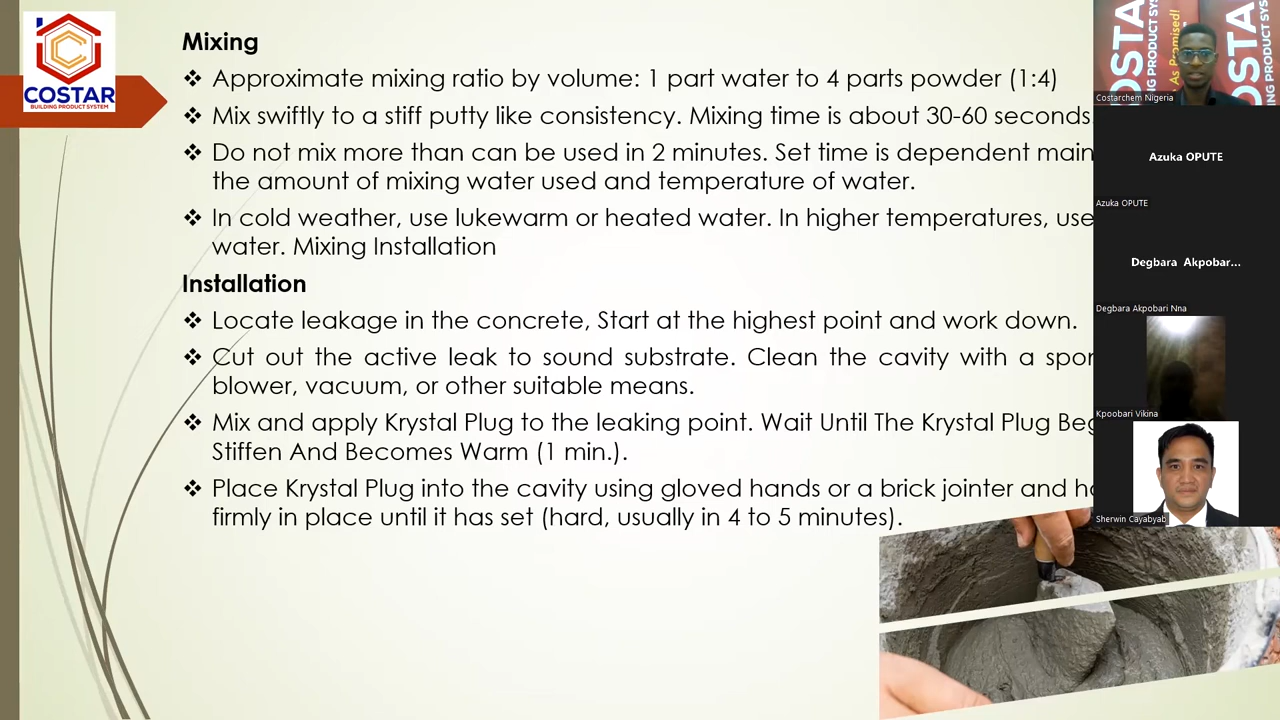 COSTAR
BUILDING PRODUCT SYSTEM
Mixing
❖ Approximate mixing ratio by volume: 1 part water to 4 parts powder (1:4)
❖ Mix swiftly to a stiff putty like consistency. Mixing time is about 30-60 seconds.
❖ Do not mix more than can be used in 2 minutes. Set time is dependent
the amount of mixing water used and temperature of water.
❖ In cold weather, use lukewarm or heated water. In higher temperatures, use
water. Mixing Installation
Installation
❖ Locate leakage in the concrete, Start at the highest point and work down.
❖ Cut out the active leak to sound substrate. Clean the cavity with a
blower, vacuum, or other suitable means.
❖ Mix and apply Krystal Plug to the leaking point. Wait Until The Krystal Plug
Stiffen And Becomes Warm (1 min.).
❖ Place Krystal Plug into the cavity using gloved hands or a brick jointer and
firmly in place until it has set (hard, usually in 4 to 5 minutes).
As Promised!
Costarchem Nigeria
Azuka OPUTE
Azuka OPUTE
Degbara Akpobar...
Degbara Akpobari Nna
Kpoobari Vikina
Sherwin Cayabyab